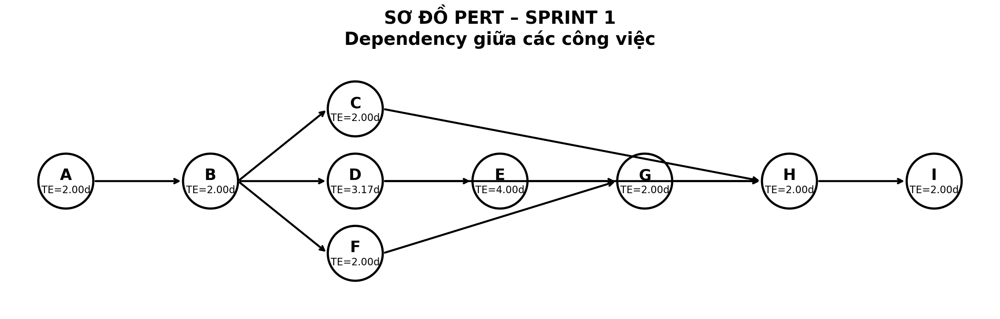 SƠ ĐỒ PERT – SPRINT 1
Dependency giữa các công việc
C
TE=2.00d
A
TE=2.00d
B
TE=2.00d
D
TE=3.17d
E
TE=4.00d
G
TE=2.00d
H
TE=2.00d
I
TE=2.00d
F
TE=2.00d